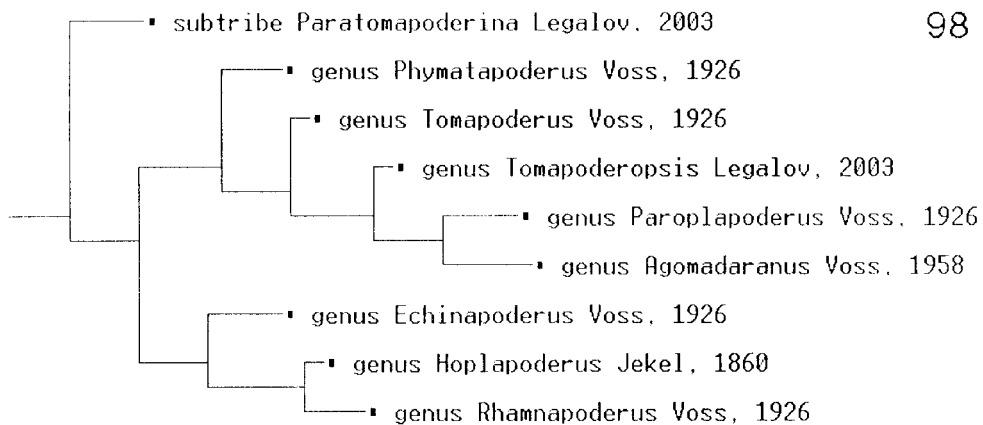 subtribe Paratomapoderina Legalov, 2003
98
genus Phymatapoderus Voss, 1926
genus Tomapoderus Voss, 1926
genus Tomapoderopsis Legalov, 2003
genus Paroplapoderus Voss, 1926
genus Agomadaranus Voss, 1958
genus Echinapoderus Voss, 1926
genus Hoplapoderus Jekel, 1860
genus Rhamnapoderus Voss, 1926